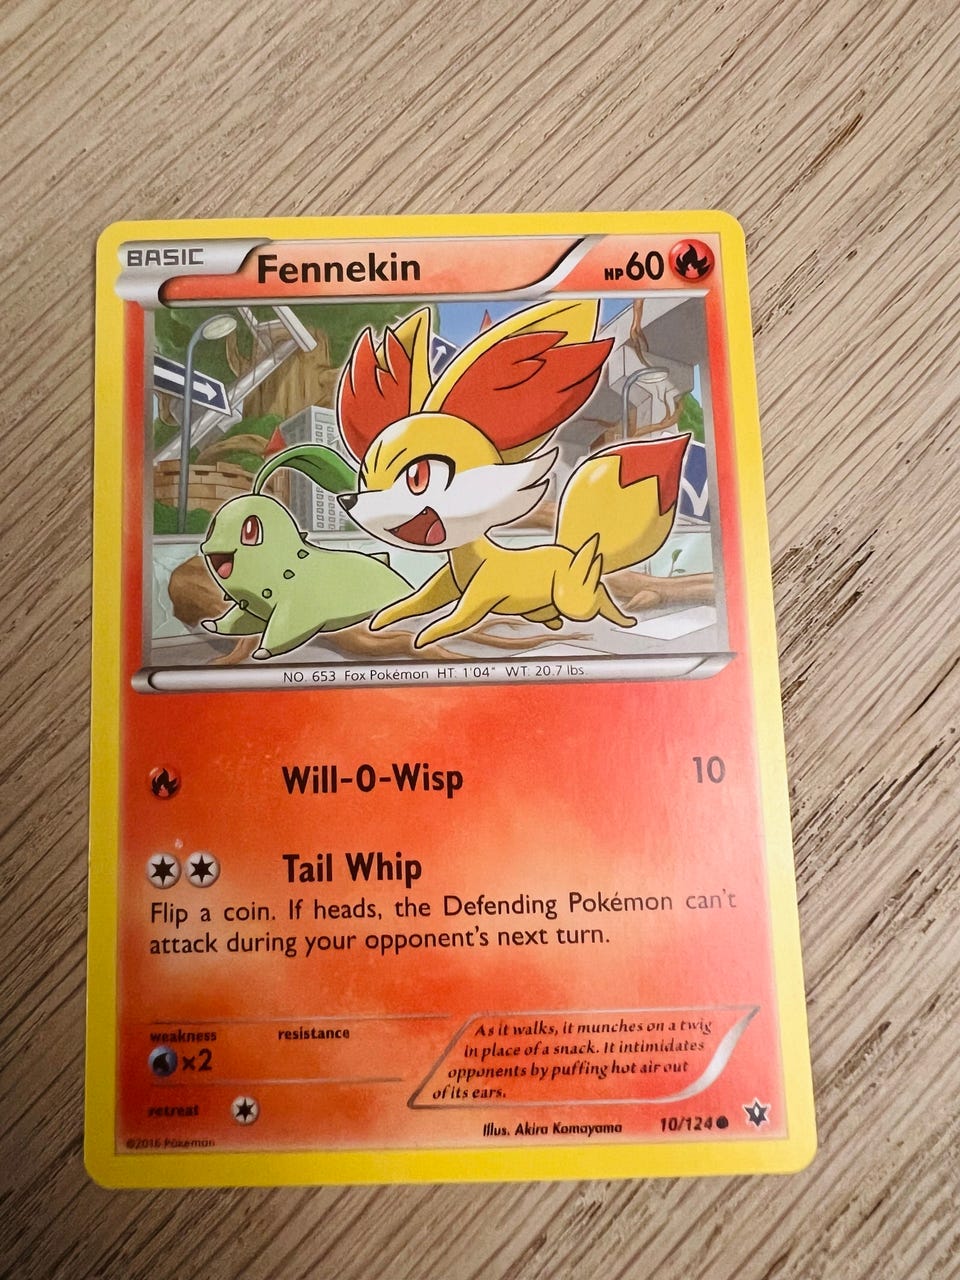 BASIC Fennekin HP60
NO. 653 Fox Pokémon HT: 1'04" WT: 20.7 lbs.
Will-O-Wisp 10
Tail Whip
Flip a coin. If heads, the Defending Pokémon can't
attack during your opponent's next turn.
weakness resistance
×2
retreat
As it walks, it munches on a twig
in place of a snack. It intimidates
opponents by puffing hot air out
of its ears.
Illus. Akira Komayama 10/124
©2016 Pokémon